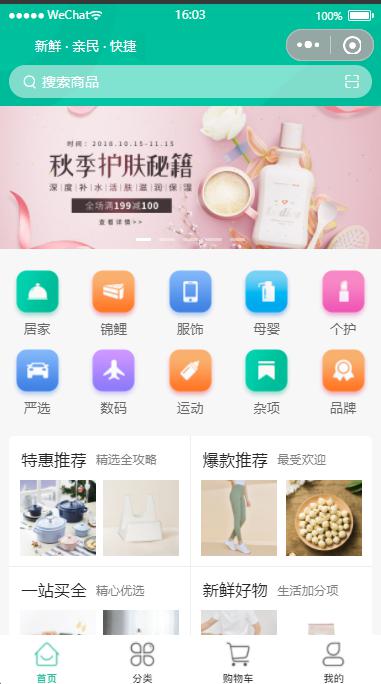 WeChat
16:03
100%
新鲜 · 亲民 · 快捷
搜索商品
时间：2018.10.15-11.15
秋季护肤秘籍
深度补水|活肤滋润保湿
全场满199减100
查看详情>>
居家 锦鲤 服饰 母婴 个护
严选 数码 运动 杂项 品牌
特惠推荐 精选全攻略
爆款推荐 最受欢迎
一站买全 精心优选
新鲜好物 生活加分项
首页 分类 购物车 我的